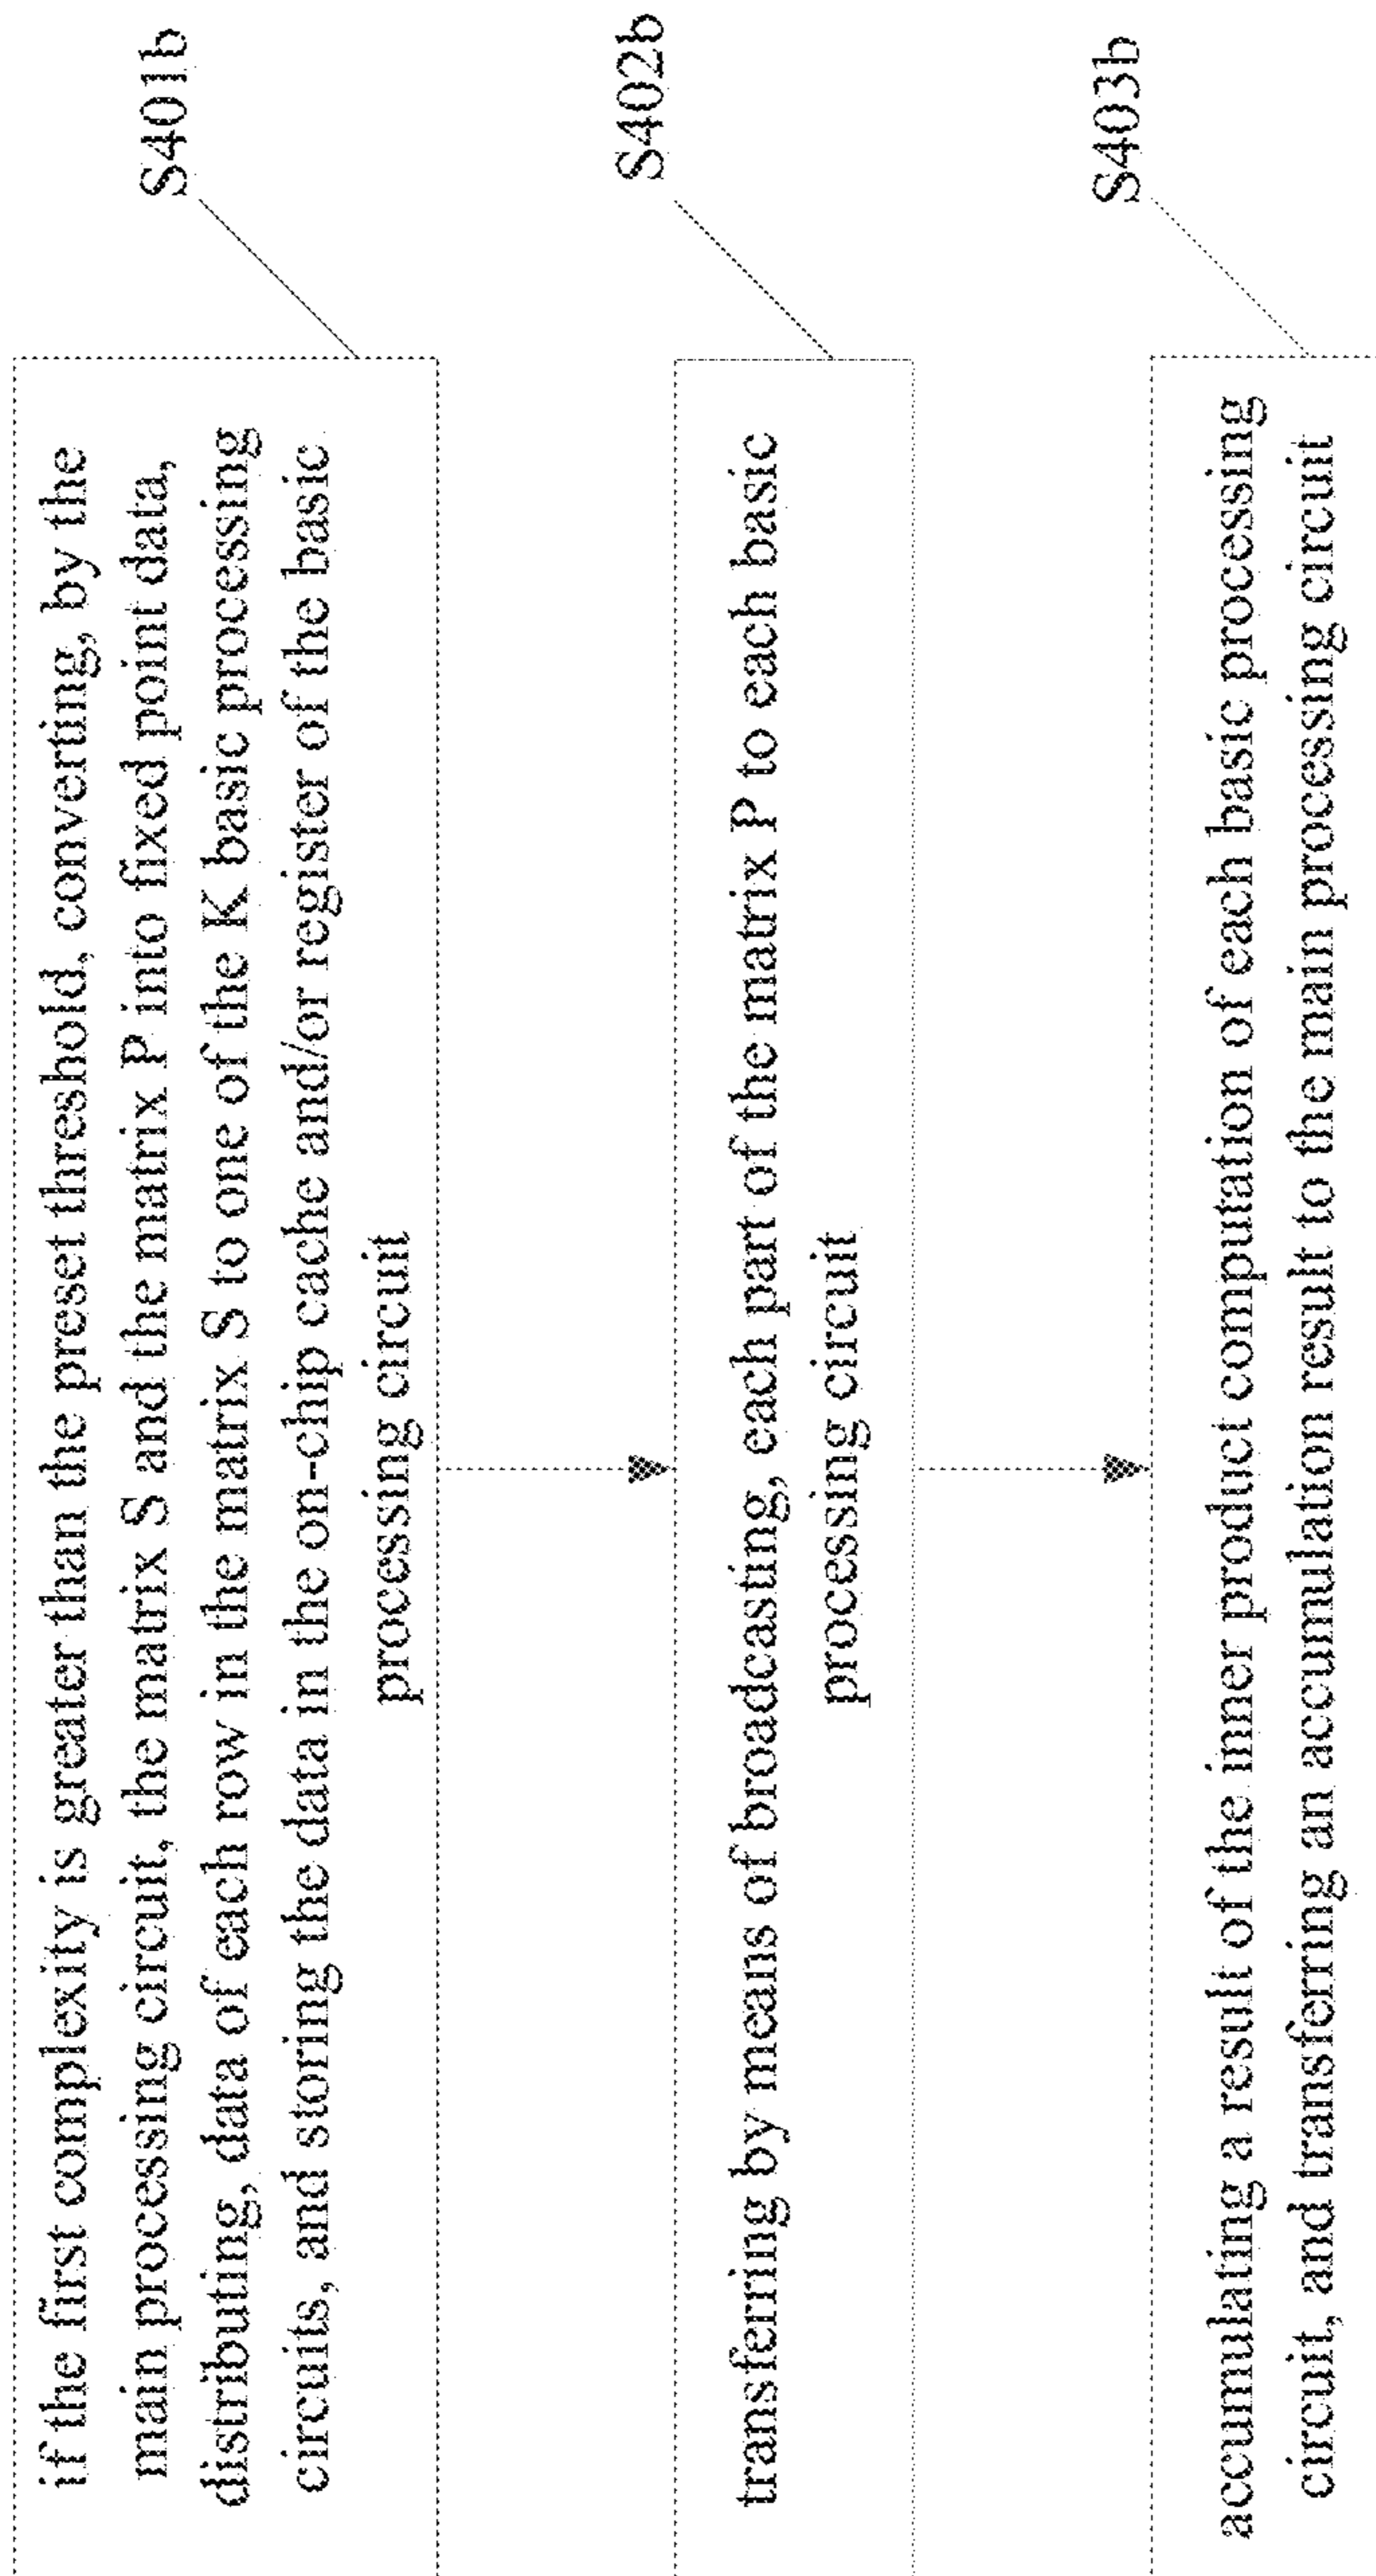 if the first complexity is greater than the preset threshold, converting, by the
main processing circuit, the matrix S and the matrix P into fixed point data,
distributing, data of each row in the matrix S to one of the K basic processing
circuits, and storing the data in the on-chip cache and/or register of the basic
processing circuit
S401b
transferring by means of broadcasting, each part of the matrix P to each basic
processing circuit
S402b
accumulating a result of the inner product computation of each basic processing
circuit, and transferring an accumulation result to the main processing circuit
S403b